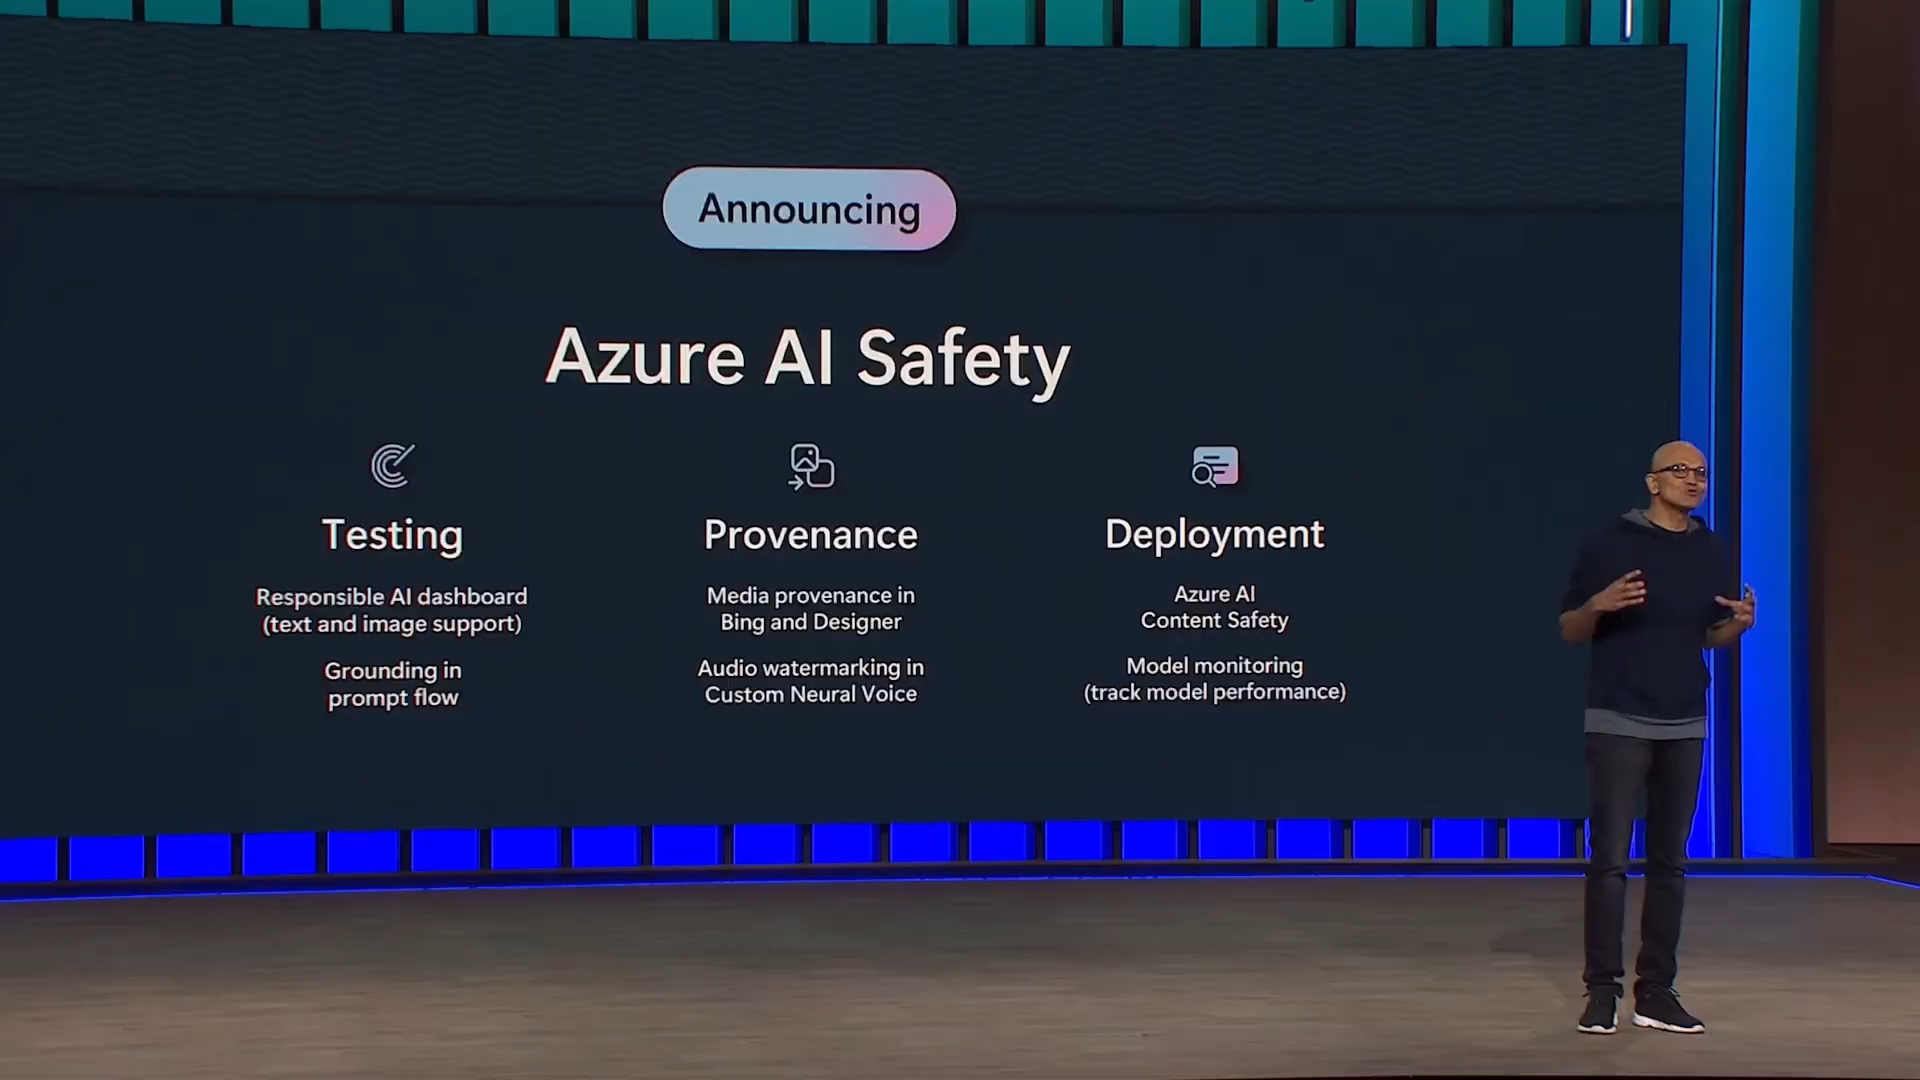 Announcing
Azure AI Safety
Testing
Responsible AI dashboard
(text and image support)
Grounding in
prompt flow
Provenance
Media provenance in
Bing and Designer
Audio watermarking in
Custom Neural Voice
Deployment
Azure AI
Content Safety
Model monitoring
(track model performance)